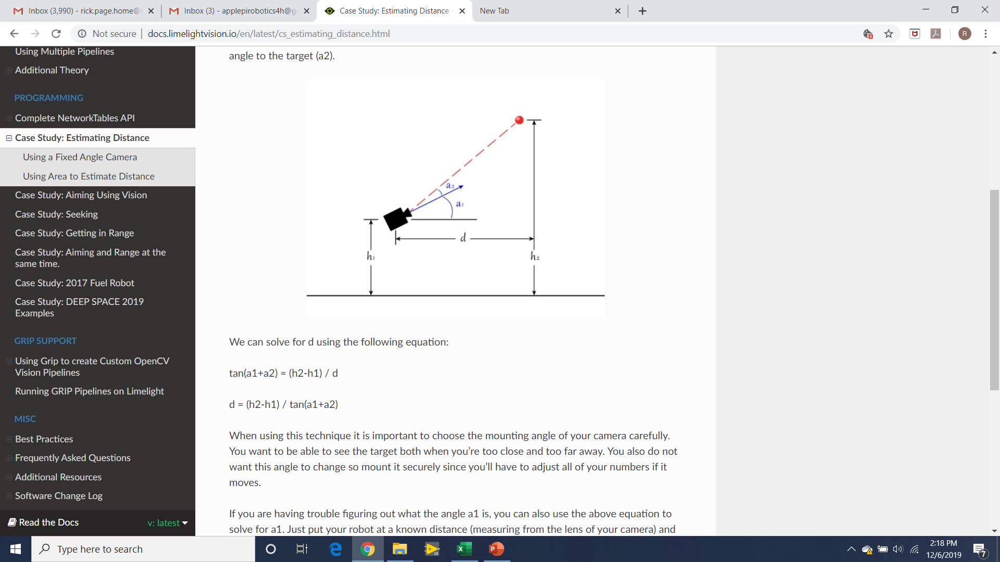 Inbox (3,990) - rick.page.home@
Inbox (3) - applepirobotics4h@g
Case Study: Estimating Distance -
New Tab
Not secure | docs.limelightvision.io/en/latest/cs_estimating_distance.html
R
Using Multiple Pipelines
Additional Theory
PROGRAMMING
Complete NetworkTables API
Case Study: Estimating Distance
Using a Fixed Angle Camera
Using Area to Estimate Distance
Case Study: Aiming Using Vision
Case Study: Seeking
Case Study: Getting in Range
Case Study: Aiming and Range at the
same time.
Case Study: 2017 Fuel Robot
Case Study: DEEP SPACE 2019
Examples
GRIP SUPPORT
Using Grip to create Custom OpenCV
Vision Pipelines
Running GRIP Pipelines on Limelight
MISC
Best Practices
Frequently Asked Questions
Additional Resources
Software Change Log
Read the Docs
v: latest
angle to the target (a2).
a2
a1
d
h1
h2
We can solve for d using the following equation:
tan(a1+a2) = (h2-h1) / d
d = (h2-h1) / tan(a1+a2)
When using this technique it is important to choose the mounting angle of your camera carefully.
You want to be able to see the target both when you’re too close and too far away. You also do not
want this angle to change so mount it securely since you’ll have to adjust all of your numbers if it
moves.
If you are having trouble figuring out what the angle a1 is, you can also use the above equation to
solve for a1. Just put your robot at a known distance (measuring from the lens of your camera) and
Type here to search
2:18 PM
12/6/2019
7